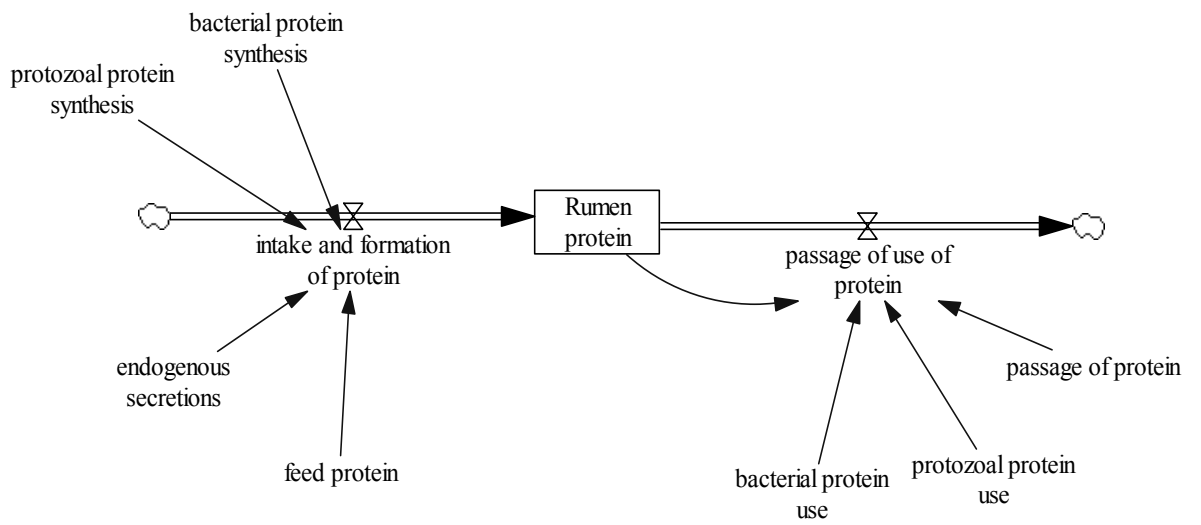 bacterial protein
synthesis
protozoal protein
synthesis
Rumen
protein
intake and formation
of protein
passage of use of
protein
endogenous
secretions
passage of protein
feed protein
bacterial protein
use
protozoal protein
use